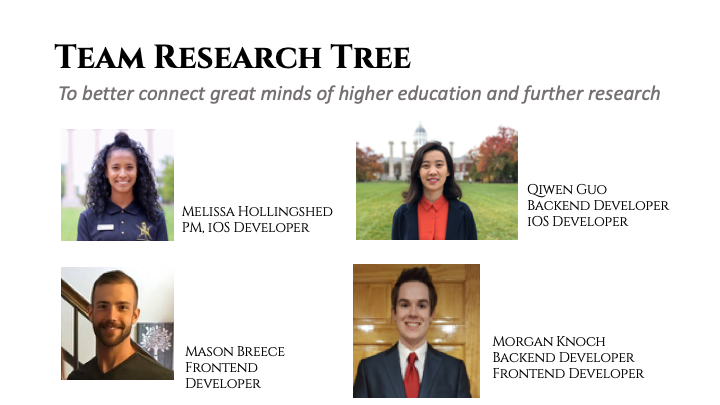 Team Research Tree
To better connect great minds of higher education and further research
Melissa Hollingshed
PM, iOS Developer
Qiwen Guo
Backend Developer
iOS Developer
Mason Breece
Frontend
Developer
Morgan Knoch
Backend Developer
Frontend Developer